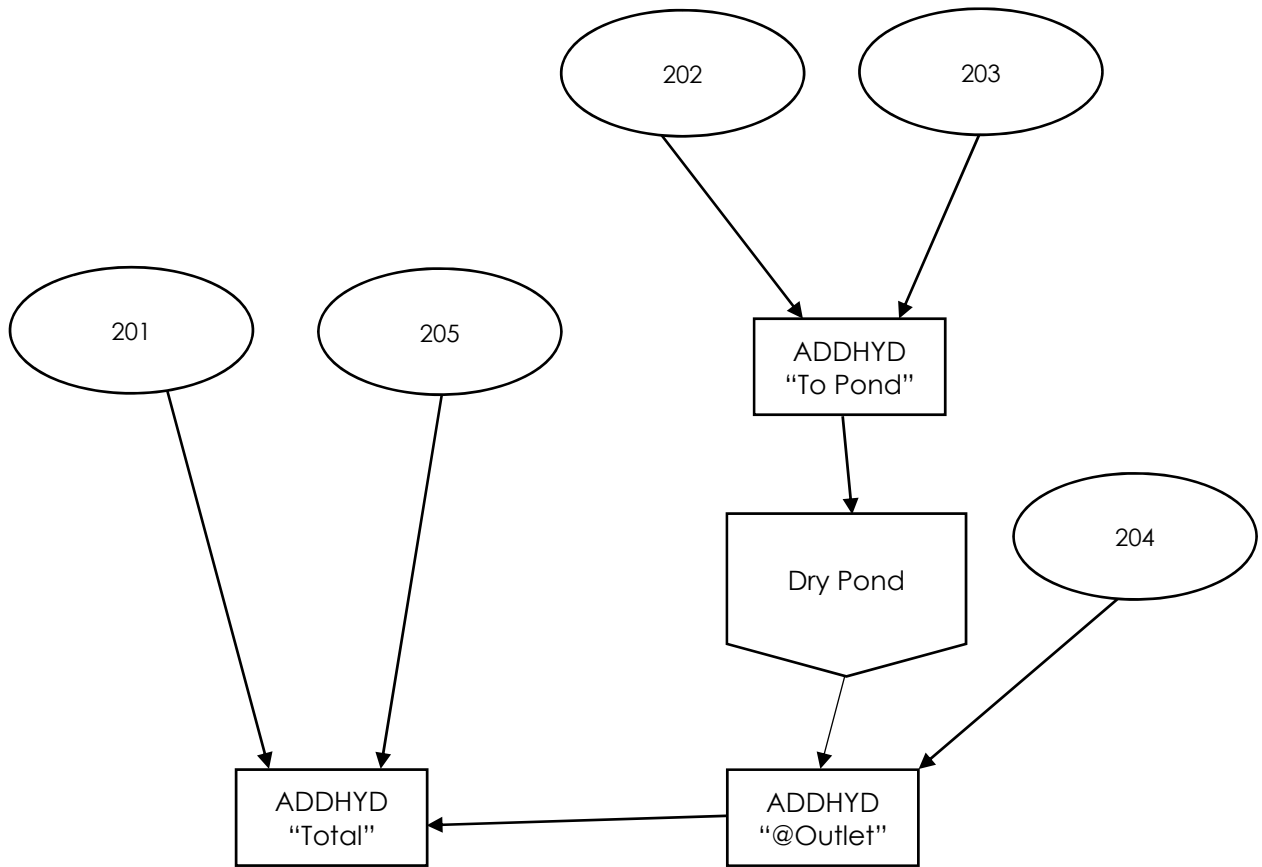 202
203
201
205
ADDHYD
“To Pond”
204
Dry Pond
ADDHYD
“Total”
ADDHYD
“@Outlet”